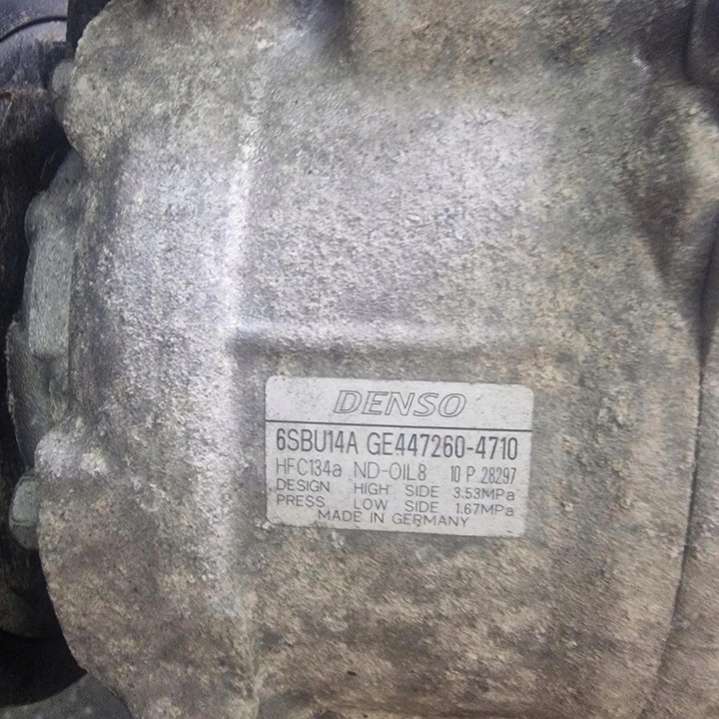 DENSO
6SBU14A GE447260-4710
HFC134a ND-OIL8 10 P 28297
DESIGN HIGH SIDE 3.53MPa
PRESS LOW SIDE 1.67MPa
MADE IN GERMANY